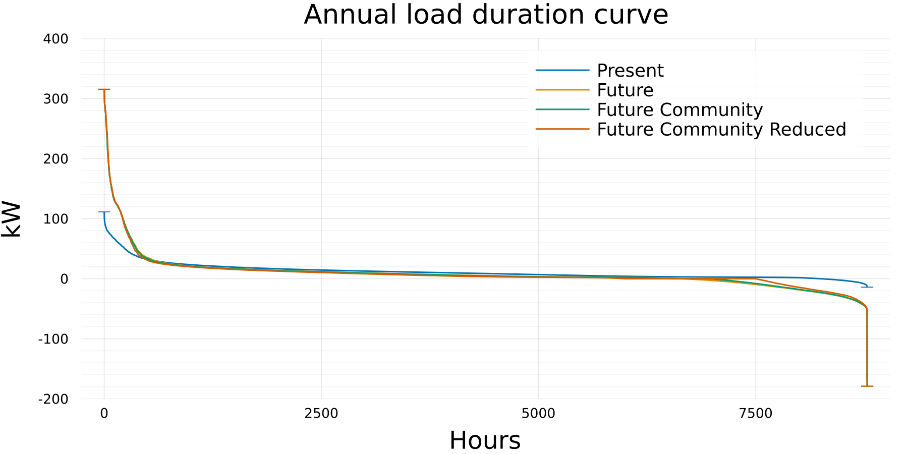 Annual load duration curve
400
300
200
100
0
-100
-200
kW
Present
Future
Future Community
Future Community Reduced
0 2500 5000 7500
Hours